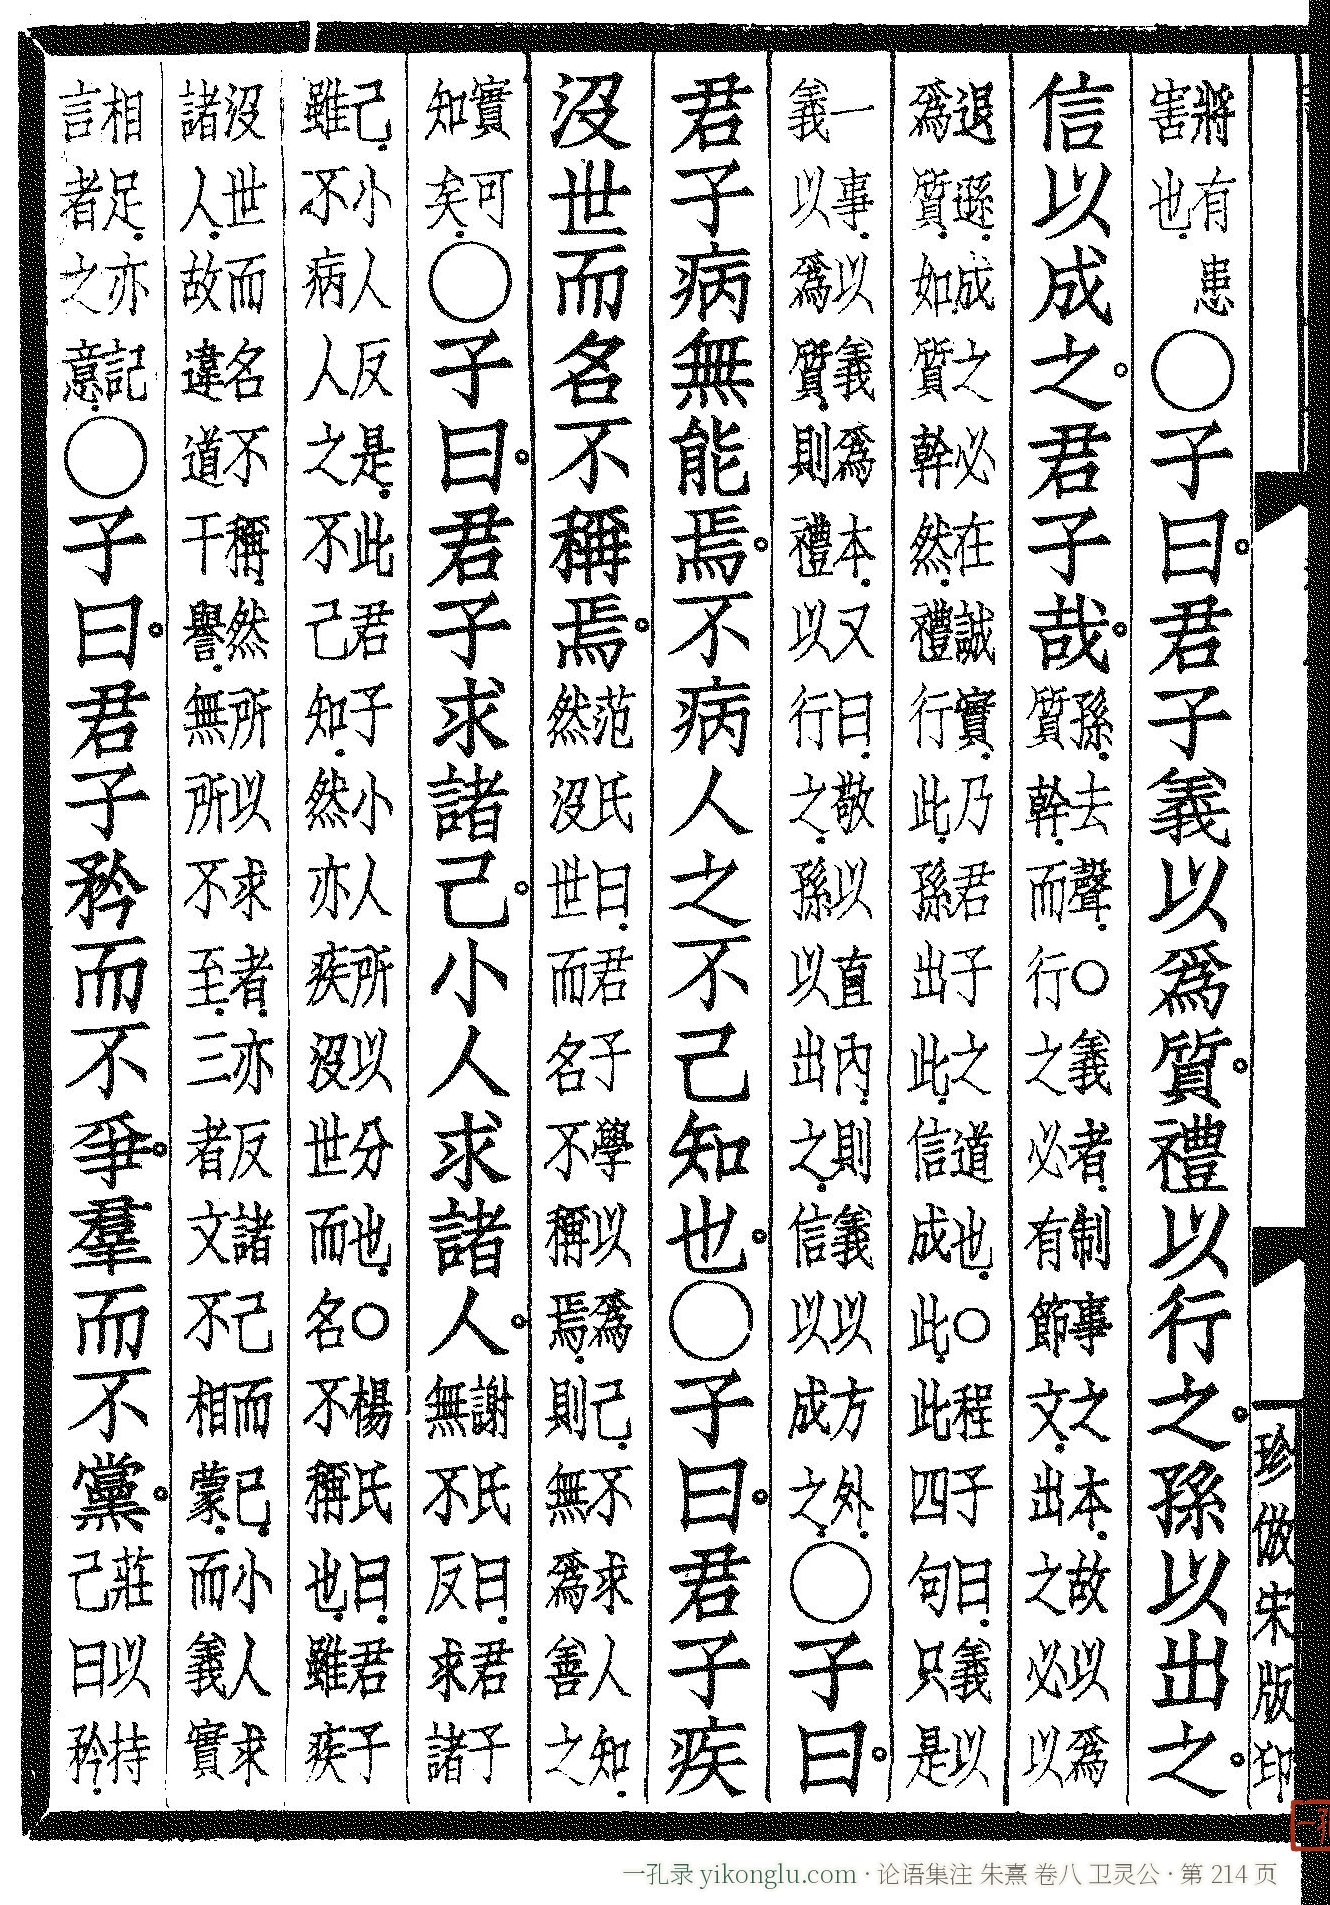 將有患害也．○子曰。君子義以爲質。禮以行之。孫以出之。
信以成之。君子哉。孫．去聲．○義者．制事之本．故以爲質幹．而行之必有節文．出之必以
退遜．成之必在誠實．乃君子之道也．○程子曰．義以爲質．如質幹然．禮行此．孫出此．信成此．此四句只是
一事．以義爲本．又曰．敬以直內．則義以方外．義以爲質．則禮以行之．孫以出之．信以成之．○子曰。
君子病無能焉。不病人之不己知也。○子曰。君子疾
沒世而名不稱焉。范氏曰．君子學以爲己．不求人知．然沒世而名不稱焉．則無爲善之
實可知矣．○子曰。君子求諸己。小人求諸人。謝氏曰．君子無不反求諸
己．小人反是．此君子小人所以分也．○楊氏曰．君子雖不病人之不己知．然亦疾沒世而名不稱也．雖疾
沒世而名不稱．然所以求者．亦反諸己而已．小人求諸人．故違道干譽．無所不至．三者文不相蒙．而義實
相足．亦記言者之意．○子曰。君子矜而不爭。羣而不黨。莊以持己曰矜．
珍倣宋版印
一孔录 yikonglu.com · 论语集注 朱熹 卷八 卫灵公 · 第 214 页